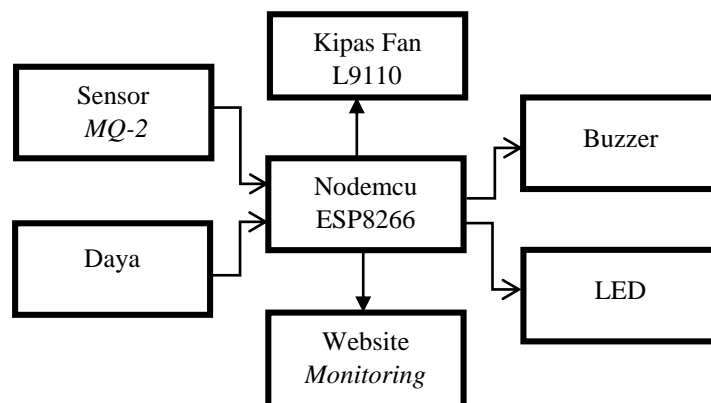 Kipas Fan
L9110
Sensor
MQ-2
Buzzer
Nodemcu
ESP8266
Daya
LED
Website
Monitoring